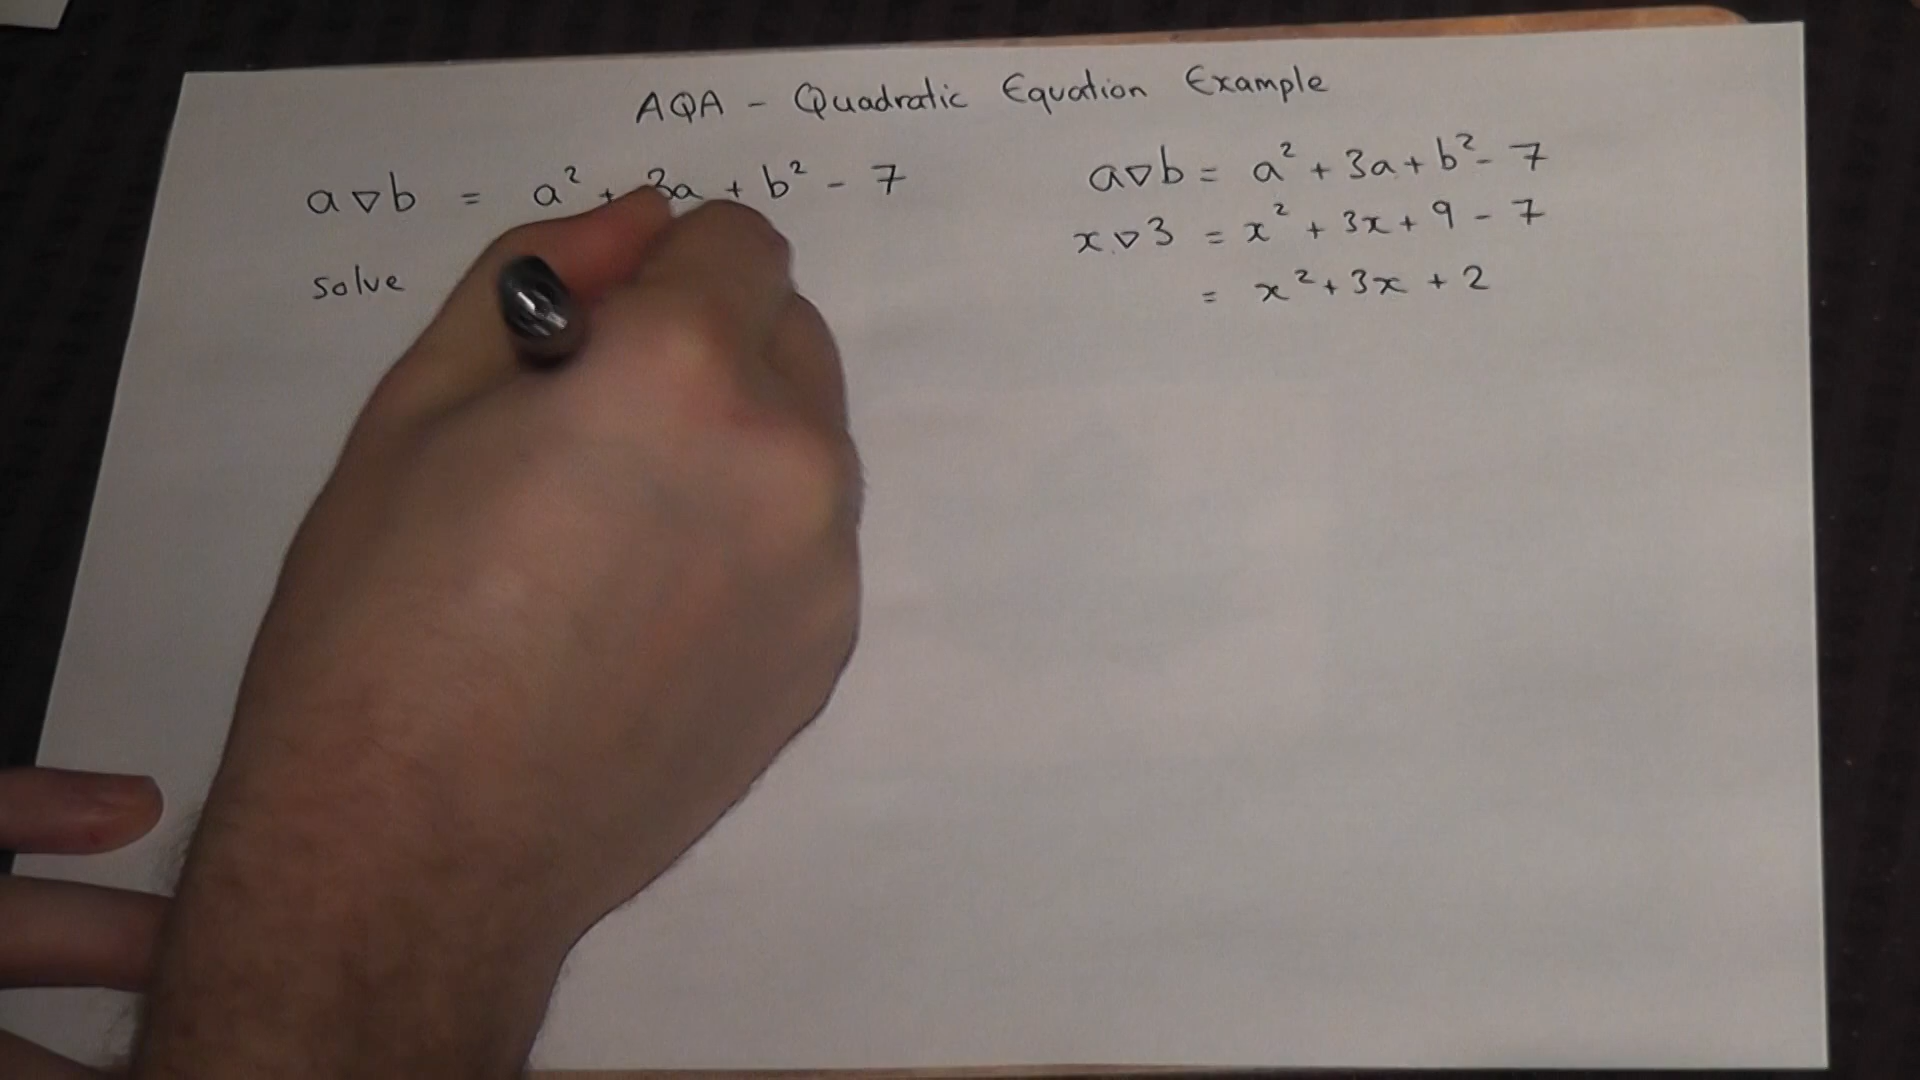 AQA - Quadratic Equation Example
a▽b = a² + 3a + b² - 7
solve
a▽b = a² + 3a + b² - 7
x▽3 = x² + 3x + 9 - 7
= x² + 3x + 2